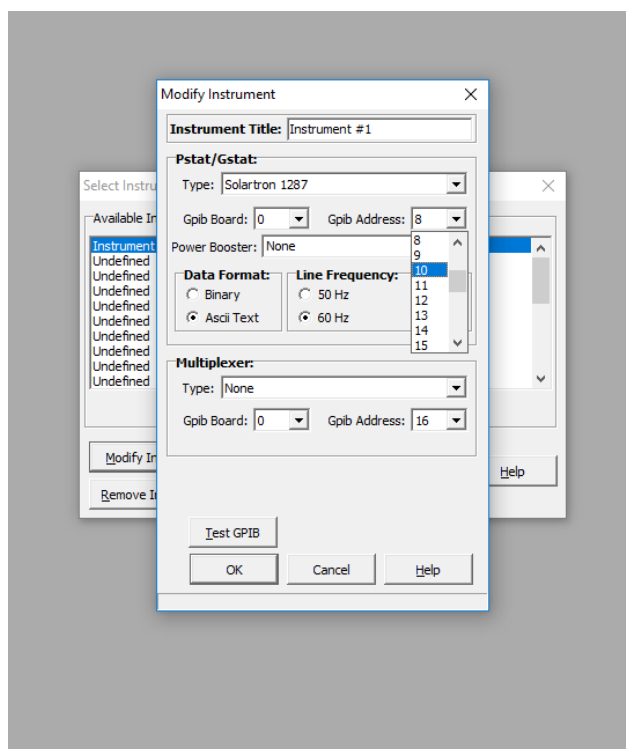 Modify Instrument
Instrument Title: Instrument #1
Pstat/Gstat:
Select Instru
Type: Solartron 1287
Available In
Gpib Board: 0 Gpib Address: 8
Instrument
Undefined
Undefined
Undefined
Undefined
Undefined
Undefined
Undefined
Undefined
Undefined
Power Booster: None
8
9
10
11
12
13
14
15
Data Format: Line Frequency:
Binary 50 Hz
Ascii Text 60 Hz
Multiplexer:
Type: None
Gpib Board: 0 Gpib Address: 16
Modify In
Help
Remove I
Test GPIB
OK Cancel Help